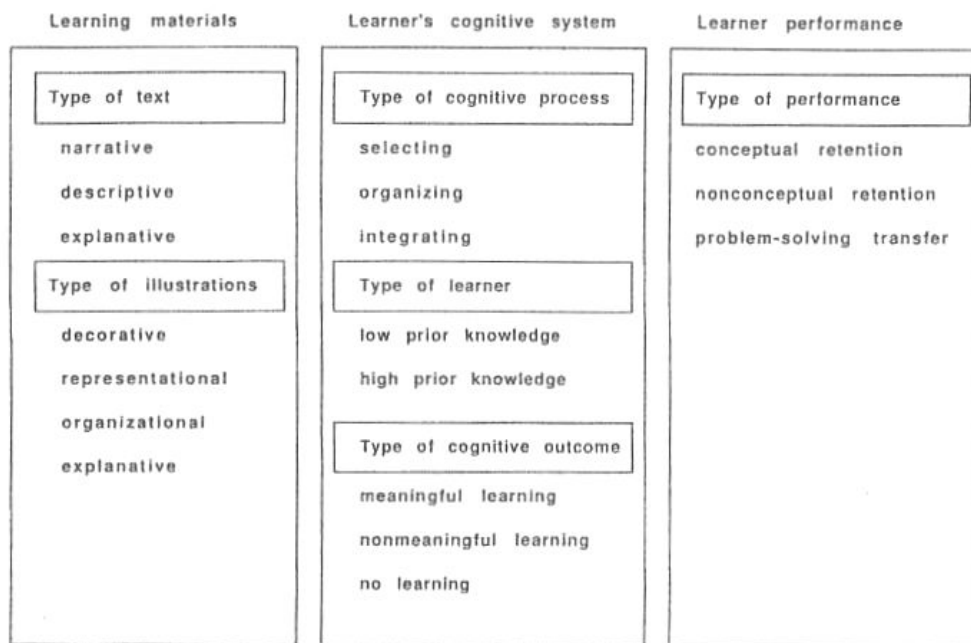 Learning materials
Type of text
narrative
descriptive
explanative
Type of illustrations
decorative
representational
organizational
explanative
Learner's cognitive system
Type of cognitive process
selecting
organizing
integrating
Type of learner
low prior knowledge
high prior knowledge
Type of cognitive outcome
meaningful learning
nonmeaningful learning
no learning
Learner performance
Type of performance
conceptual retention
nonconceptual retention
problem-solving transfer